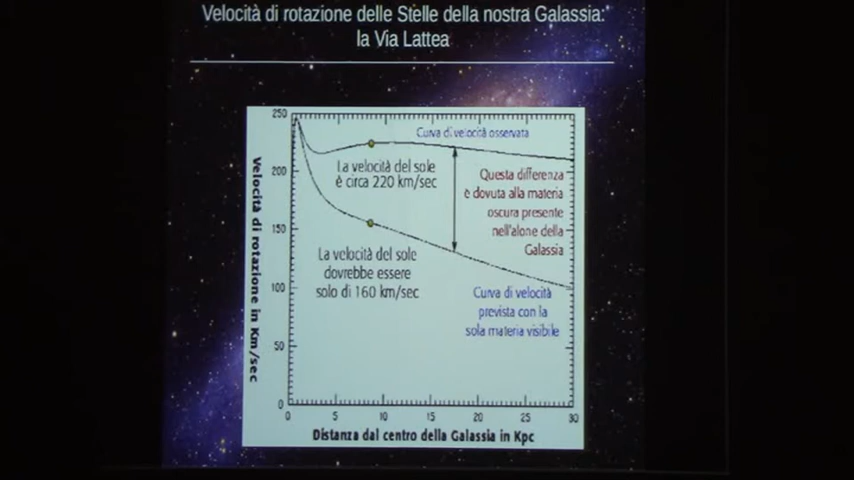 Velocità di rotazione delle Stelle della nostra Galassia:
la Via Lattea
250
200
150
100
50
0
Velocità di rotazione in Km/sec
Curva di velocità osservata
La velocità del sole
è circa 220 km/sec
Questa differenza
è dovuta alla materia
oscura presente
nell'alone della
Galassia
La velocità del sole
dovrebbe essere
solo di 160 km/sec
Curva di velocità
prevista con la
sola materia visibile
0 5 10 15 20 25 30
Distanza dal centro della Galassia in Kpc